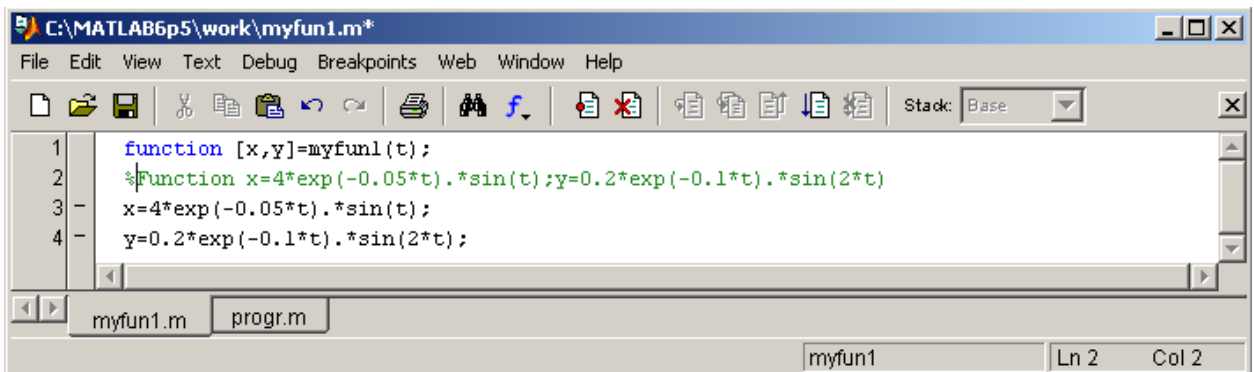 C:\MATLAB6p5\work\myfun1.m*
File Edit View Text Debug Breakpoints Web Window Help
Stack: Base
1 function [x,y]=myfun1(t);
2 %Function x=4*exp(-0.05*t).*sin(t);y=0.2*exp(-0.1*t).*sin(2*t)
3 - x=4*exp(-0.05*t).*sin(t);
4 - y=0.2*exp(-0.1*t).*sin(2*t);
myfun1.m progr.m
myfun1 Ln 2 Col 2